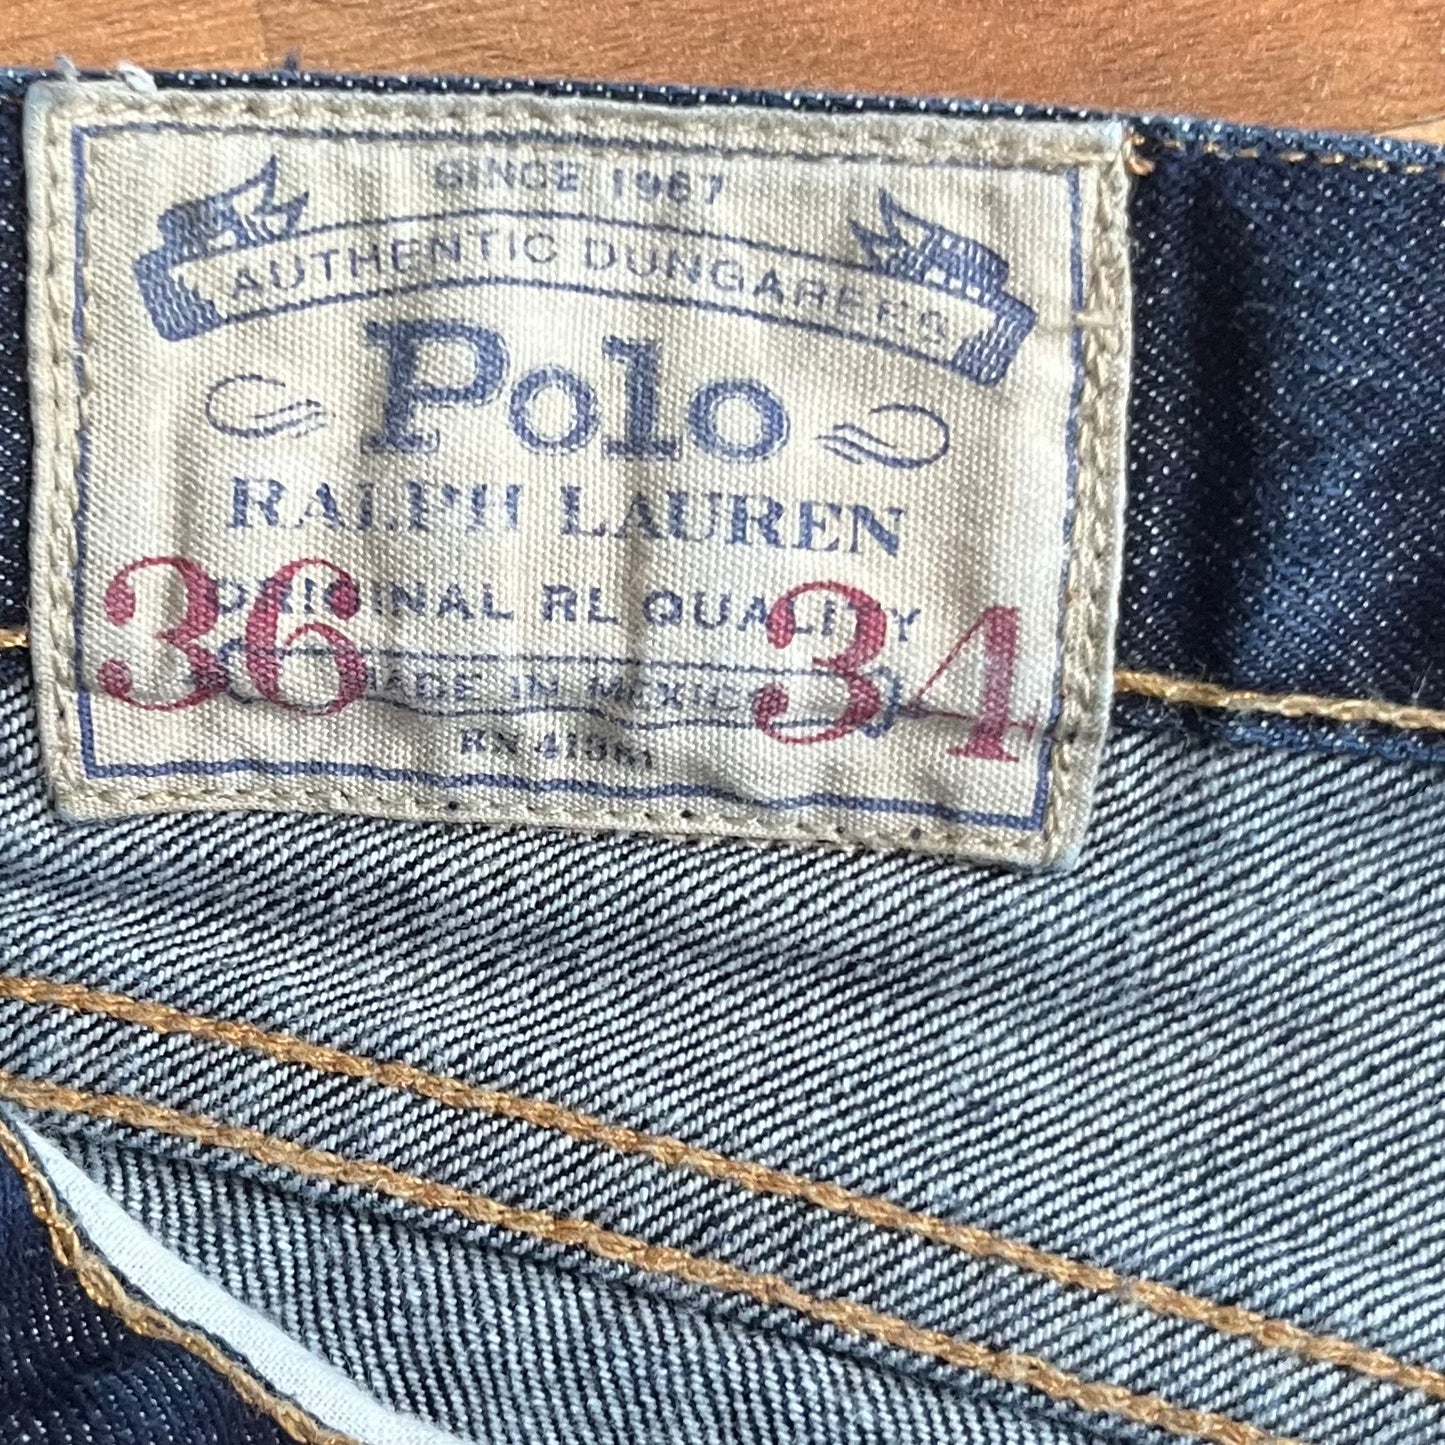 SINCE 1967
AUTHENTIC DUNGAREES
Polo
RALPH LAUREN
ORIGINAL RL QUALITY
36 34
MADE IN MEXICO
RN 41381